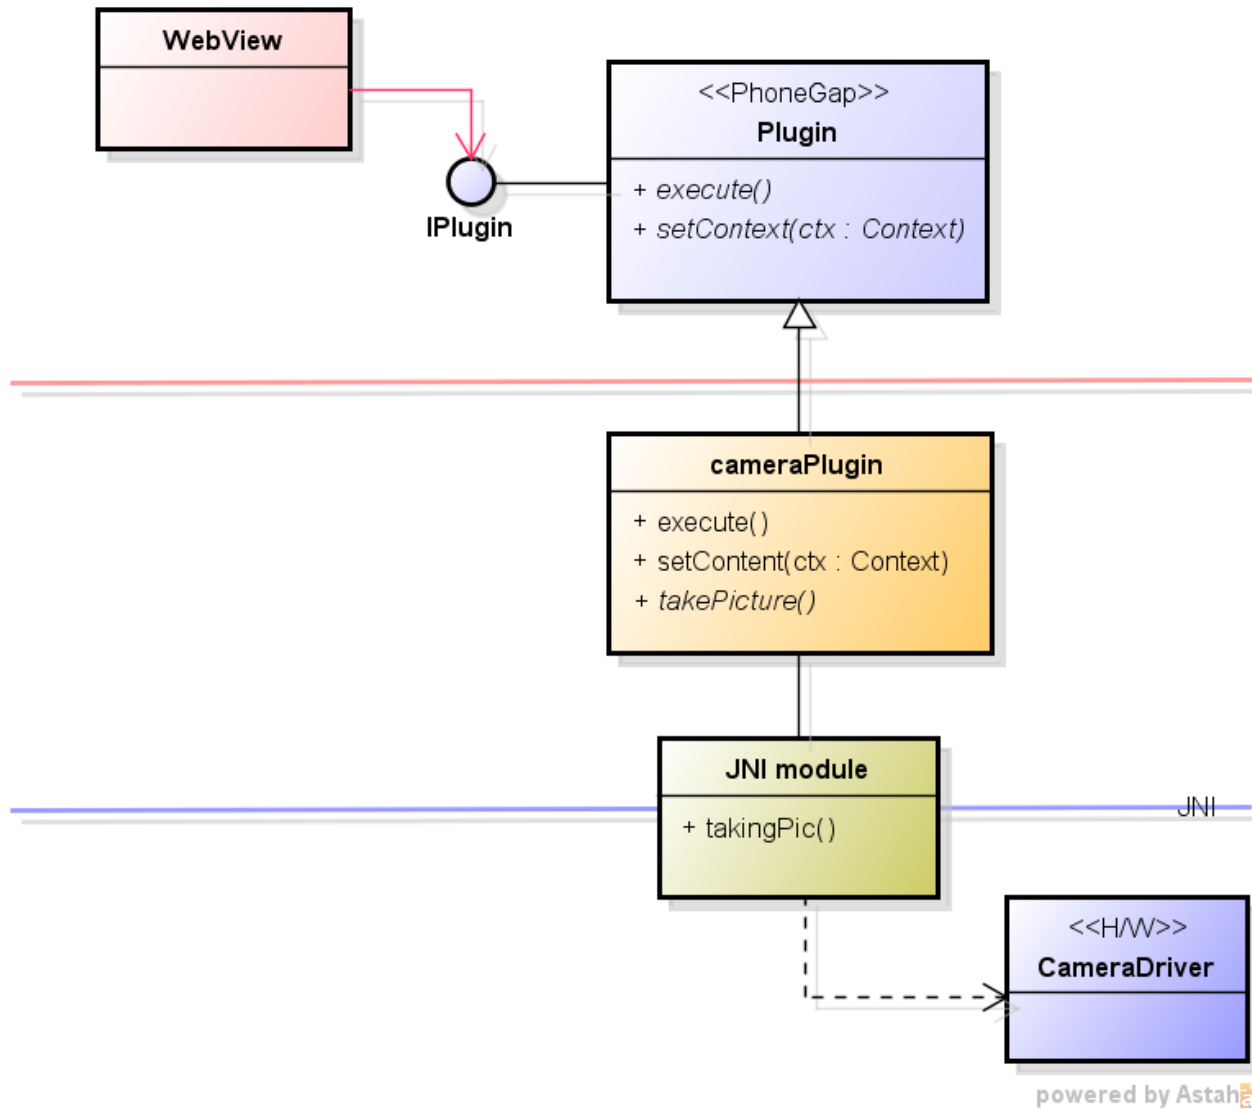 WebView
<<PhoneGap>>
Plugin
+ execute()
+ setContext(ctx : Context)
IPlugin
cameraPlugin
+ execute()
+ setContent(ctx : Context)
+ takePicture()
JNI module
+ takingPic()
JNI
<<H/W>>
CameraDriver
powered by Astah